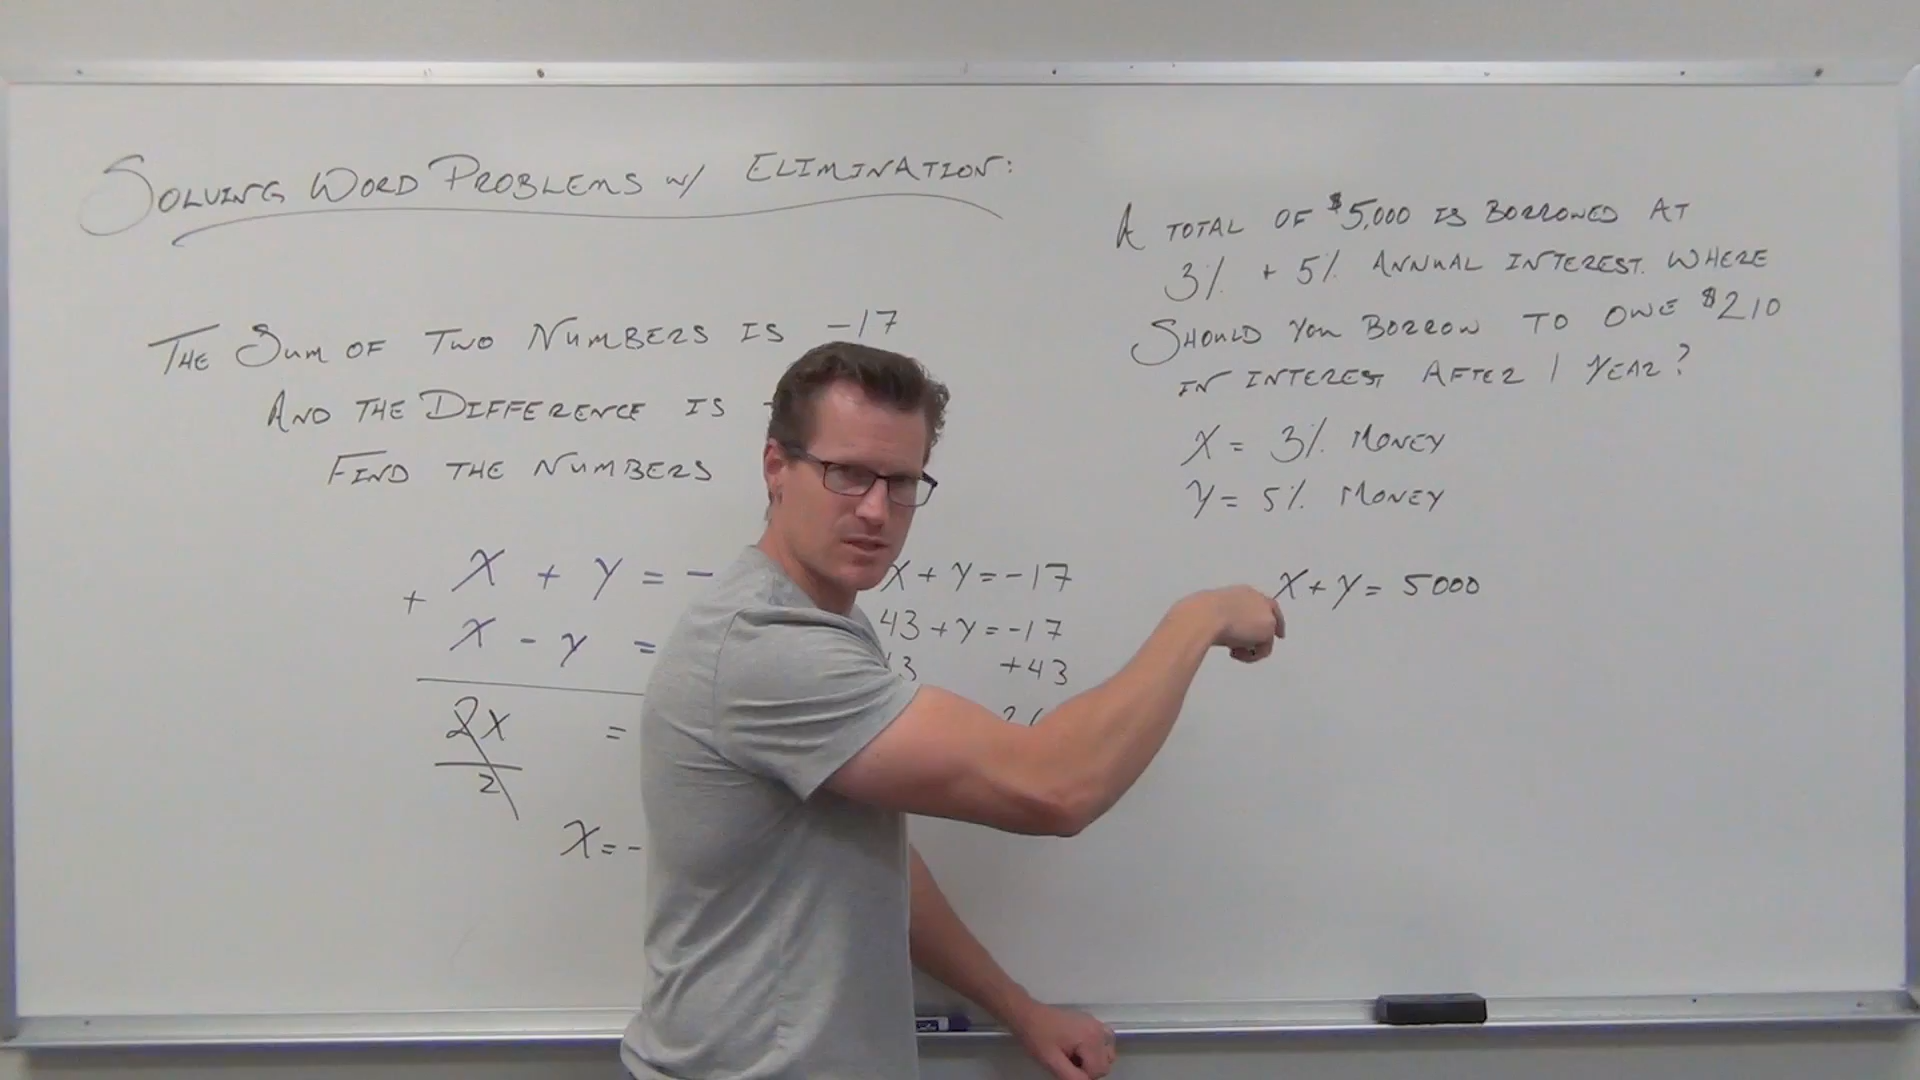 SOLVING WORD PROBLEMS W/ ELIMINATION:
THE SUM OF TWO NUMBERS IS -17
AND THE DIFFERENCE IS -
FIND THE NUMBERS
X + Y = -
+
X - Y =
2X =
2
X = -
X + Y = -17
43 + Y = -17
3 +43
A TOTAL OF $5,000 IS BORROWED AT
3% + 5% ANNUAL INTEREST. WHERE
SHOULD YOU BORROW TO OWE $210
IN INTEREST AFTER 1 YEAR?
X = 3% MONEY
Y = 5% MONEY
X + Y = 5000